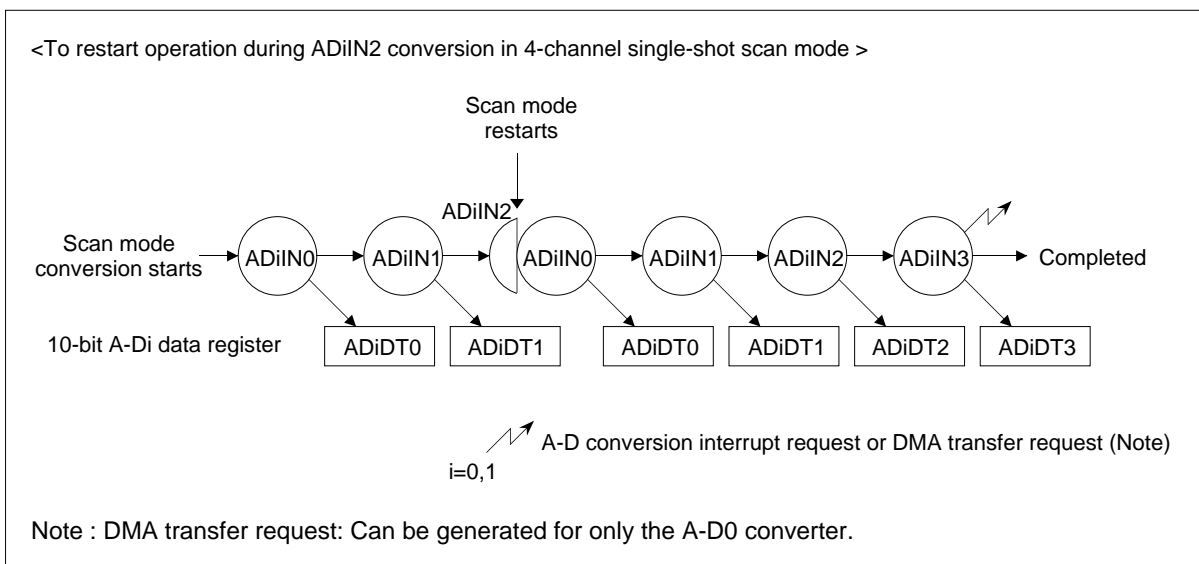 <To restart operation during ADiIN2 conversion in 4-channel single-shot scan mode >
Scan mode
restarts
ADiIN2
Scan mode
conversion starts
ADiIN0
ADiIN1
ADiIN0
ADiIN1
ADiIN2
ADiIN3
Completed
10-bit A-Di data register
ADiDT0
ADiDT1
ADiDT0
ADiDT1
ADiDT2
ADiDT3
A-D conversion interrupt request or DMA transfer request (Note)
i=0,1
Note : DMA transfer request: Can be generated for only the A-D0 converter.